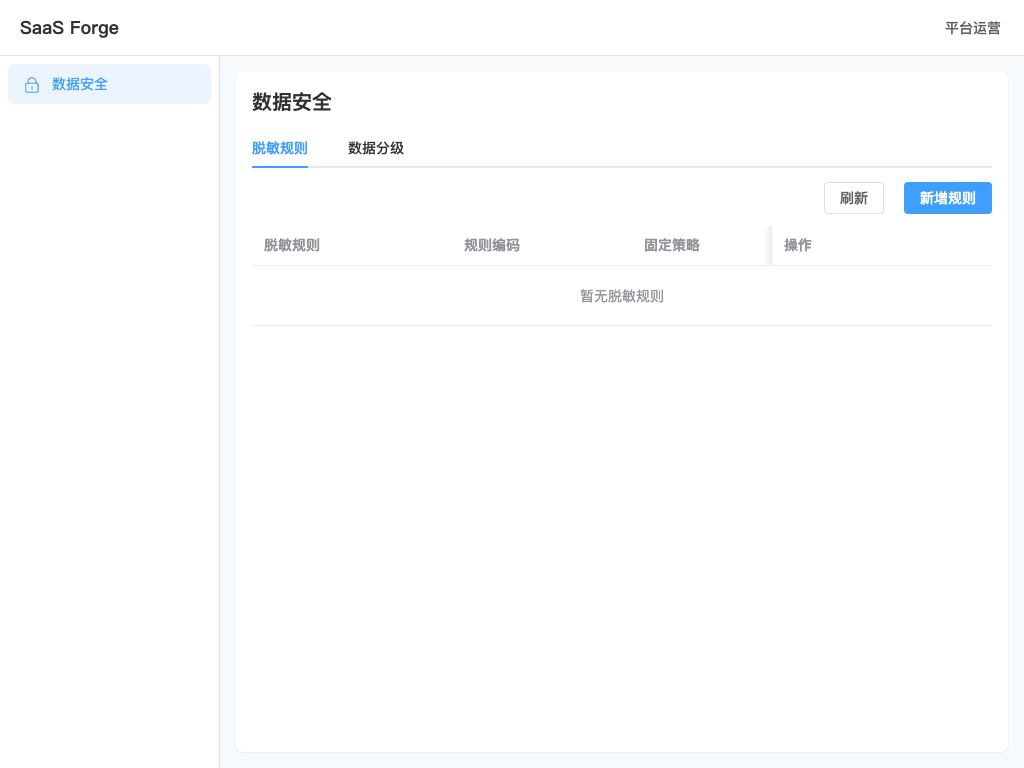 SaaS Forge
平台运营
数据安全
数据安全
脱敏规则 数据分级
刷新 新增规则
脱敏规则 规则编码 固定策略 操作
暂无脱敏规则